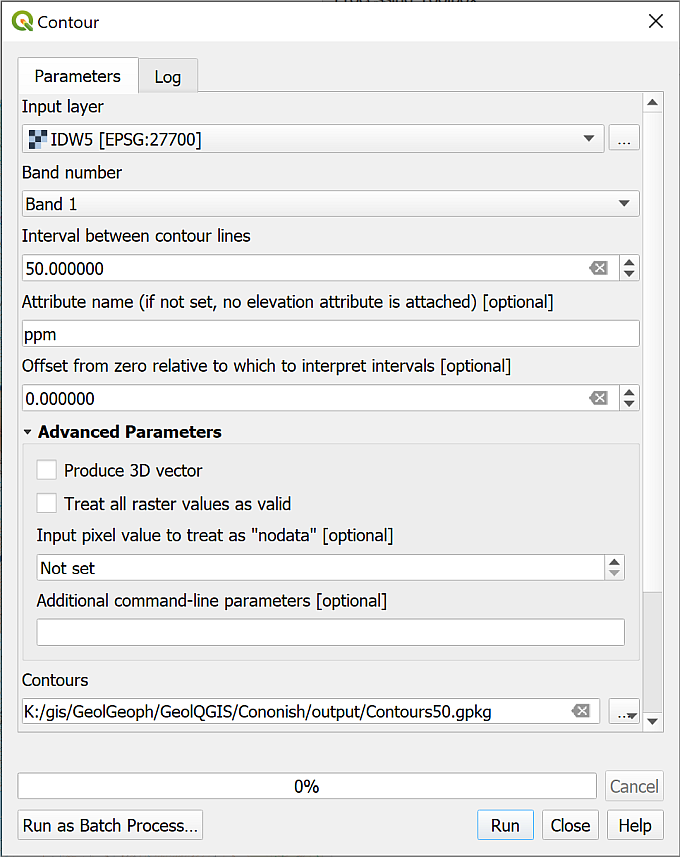 Contour
Parameters
Log
Input layer
IDW5 [EPSG:27700]
...
Band number
Band 1
Interval between contour lines
50.000000
Attribute name (if not set, no elevation attribute is attached) [optional]
ppm
Offset from zero relative to which to interpret intervals [optional]
0.000000
Advanced Parameters
Produce 3D vector
Treat all raster values as valid
Input pixel value to treat as "nodata" [optional]
Not set
Additional command-line parameters [optional]
Contours
K:/gis/GeolGeoph/GeolQGIS/Cononish/output/Contours50.gpkg
...
0%
Cancel
Run as Batch Process...
Run
Close
Help